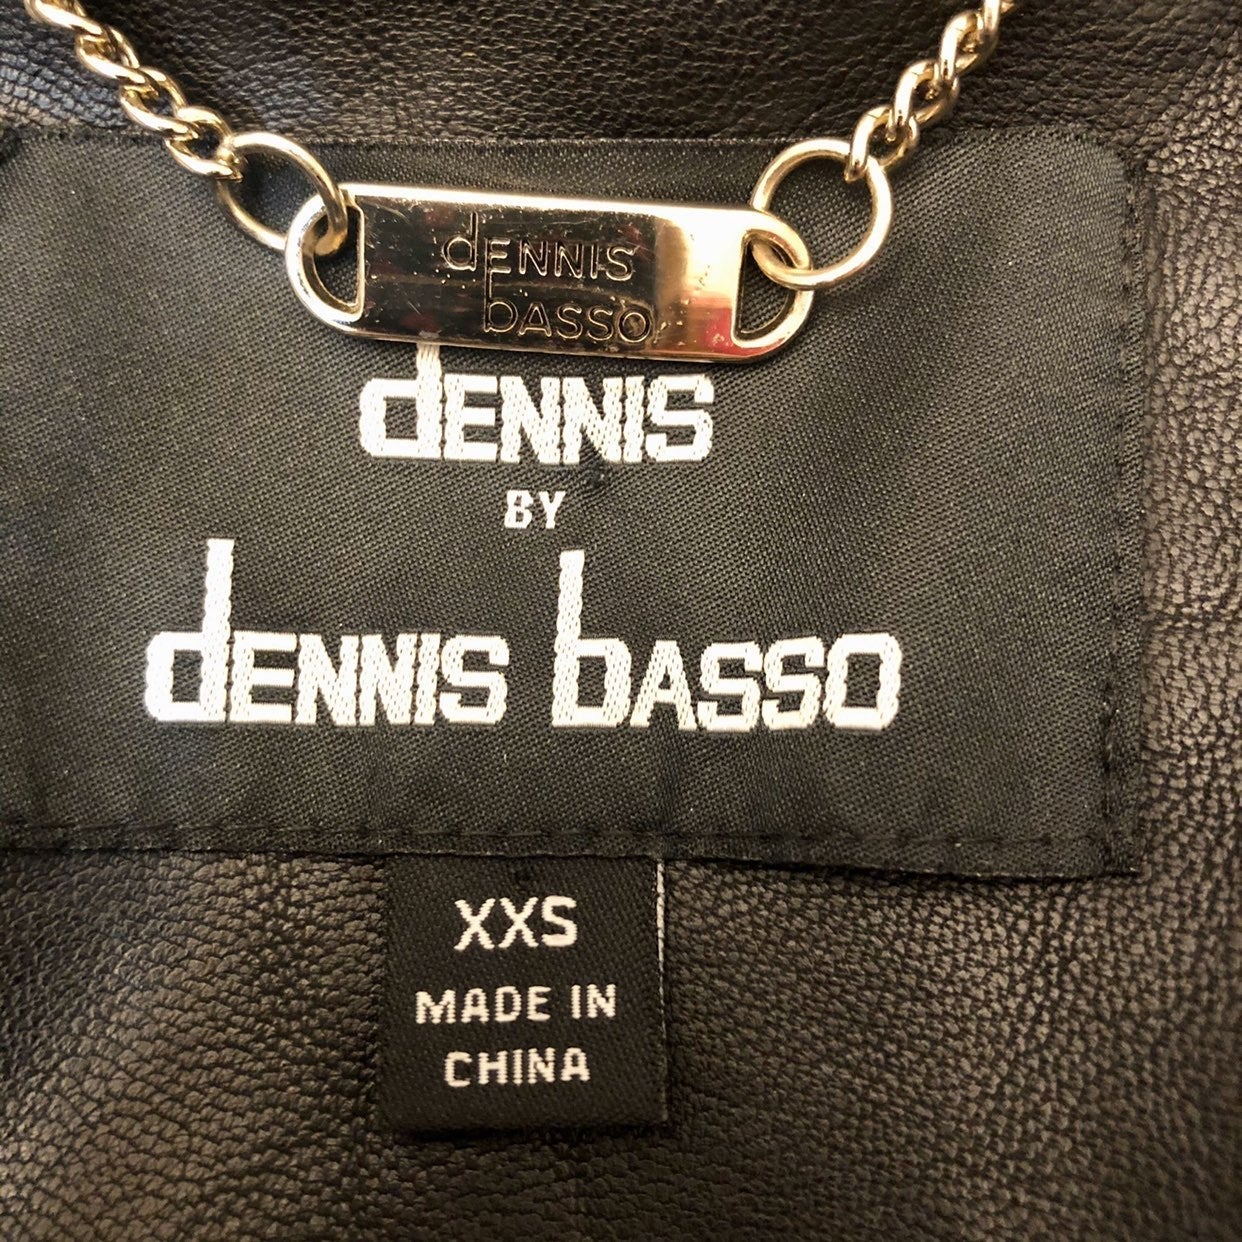 dENNIS
bASSO
dENNIS
BY
dENNIS bASSO
XXS
MADE IN
CHINA